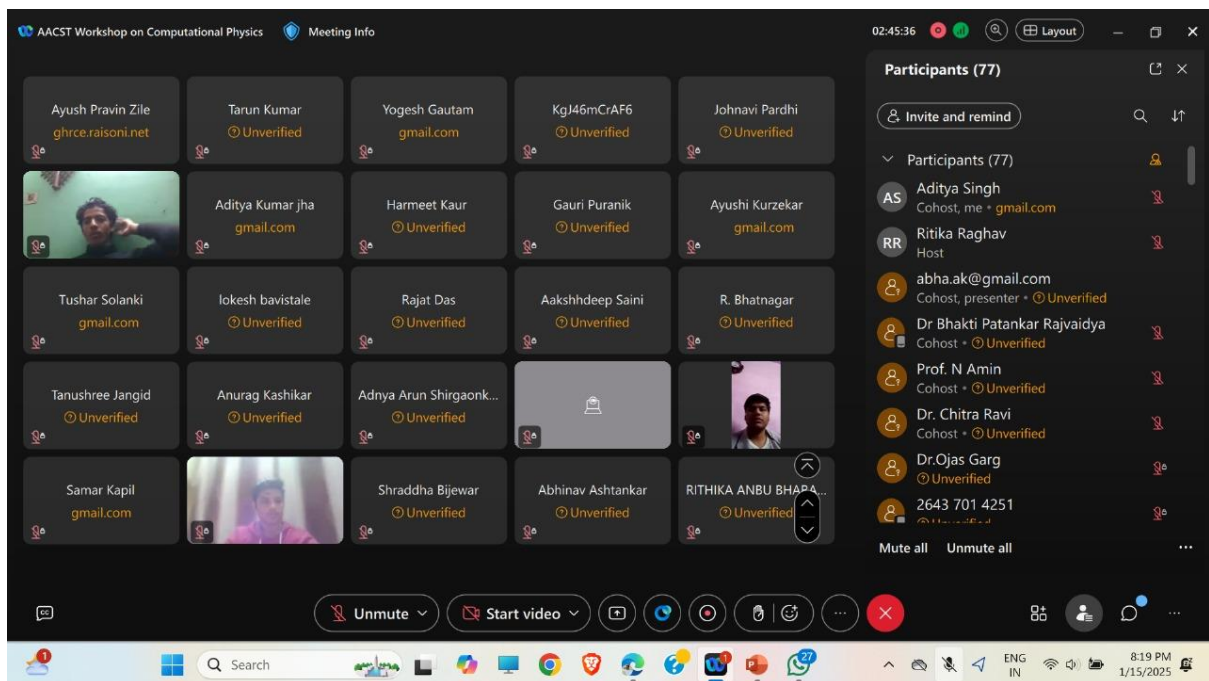 AACST Workshop on Computational Physics
Meeting Info
02:45:36
Layout
Ayush Pravin Zile
ghrce.raisoni.net
Tarun Kumar
Unverified
Yogesh Gautam
gmail.com
KgJ46mCrAF6
Unverified
Johnavi Pardhi
Unverified
Aditya Kumar jha
gmail.com
Harmeet Kaur
Unverified
Gauri Puranik
Unverified
Ayushi Kurzekar
gmail.com
Tushar Solanki
gmail.com
lokesh bavistale
Unverified
Rajat Das
Unverified
Aakshhdeep Saini
Unverified
R. Bhatnagar
Unverified
Tanushree Jangid
Unverified
Anurag Kashikar
Unverified
Adnya Arun Shirgaonk...
Unverified
Samar Kapil
gmail.com
Shraddha Bijewar
Unverified
Abhinav Ashtankar
Unverified
RITHIKA ANBU BHARA...
Unverified
Participants (77)
Invite and remind
Participants (77)
AS
Aditya Singh
Cohost, me • gmail.com
RR
Ritika Raghav
Host
abha.ak@gmail.com
Cohost, presenter • Unverified
Dr Bhakti Patankar Rajvaidya
Cohost • Unverified
Prof. N Amin
Cohost • Unverified
Dr. Chitra Ravi
Cohost • Unverified
Dr.Ojas Garg
Unverified
2643 701 4251
Unverified
Mute all Unmute all
CC
Unmute
Start video
1
Search
1
27
ENG
IN
8:19 PM
1/15/2025